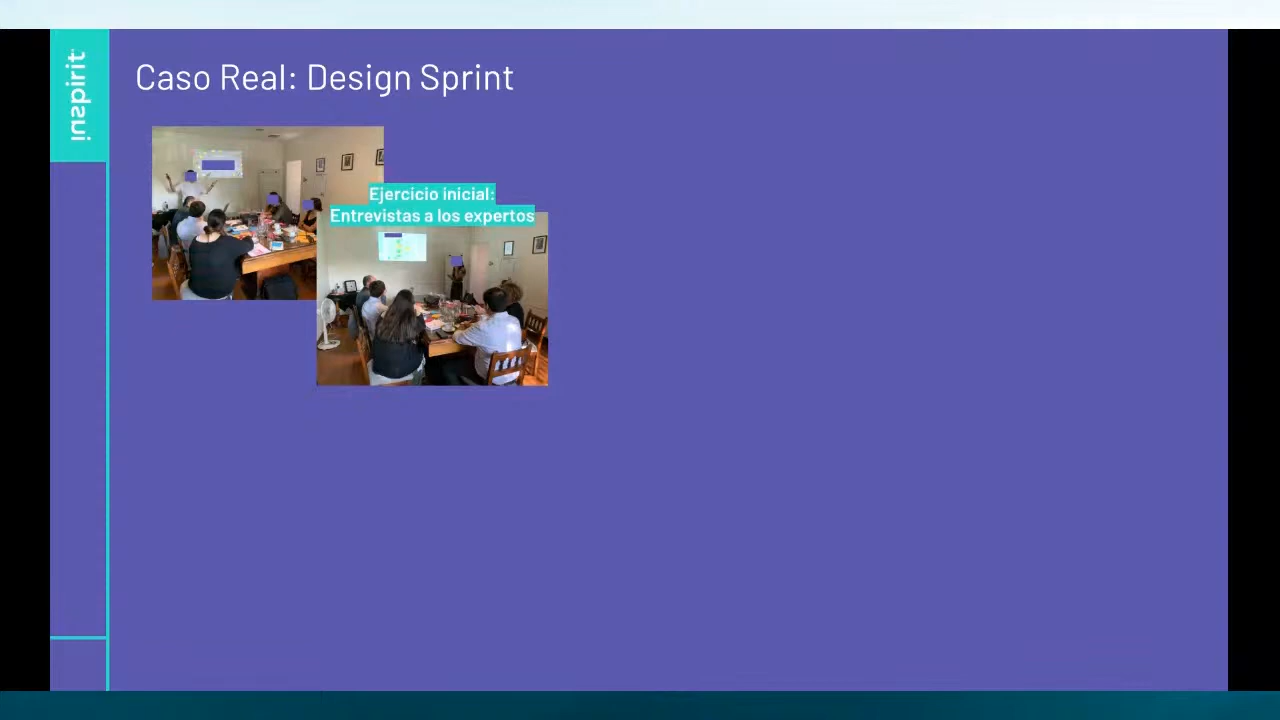 inspirit
Caso Real: Design Sprint
Ejercicio inicial:
Entrevistas a los expertos